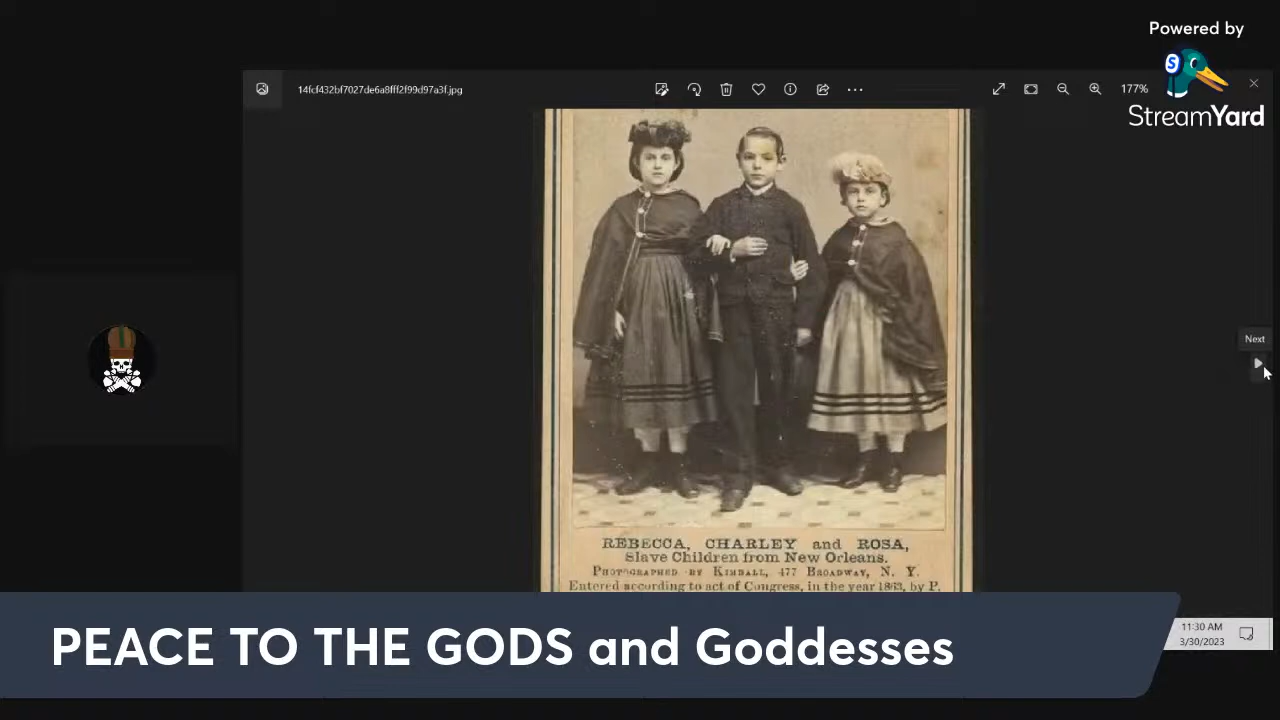 Powered by
StreamYard
14fcf432bf7027de6a8fff2f99d97a3f.jpg
177%
Next
REBECCA, CHARLEY and ROSA,
Slave Children from New Orleans.
PHOTOGRAPHED BY KIMBALL, 477 BROADWAY, N. Y.
Entered according to act of Congress, in the year 1863, by P.
PEACE TO THE GODS and Goddesses
11:30 AM
3/30/2023